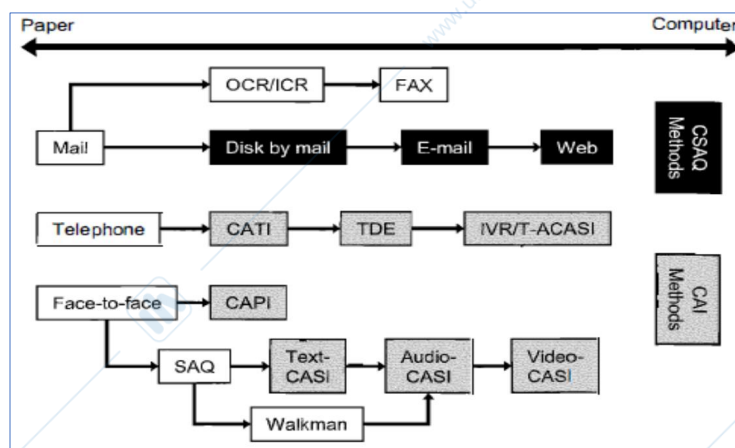 Paper
Computer
OCR/ICR
FAX
Mail
Disk by mail
E-mail
Web
CSAQ
Methods
Telephone
CATI
TDE
IVR/T-ACASI
CAI
Methods
Face-to-face
CAPI
SAQ
Text-
CASI
Audio-
CASI
Video-
CASI
Walkman